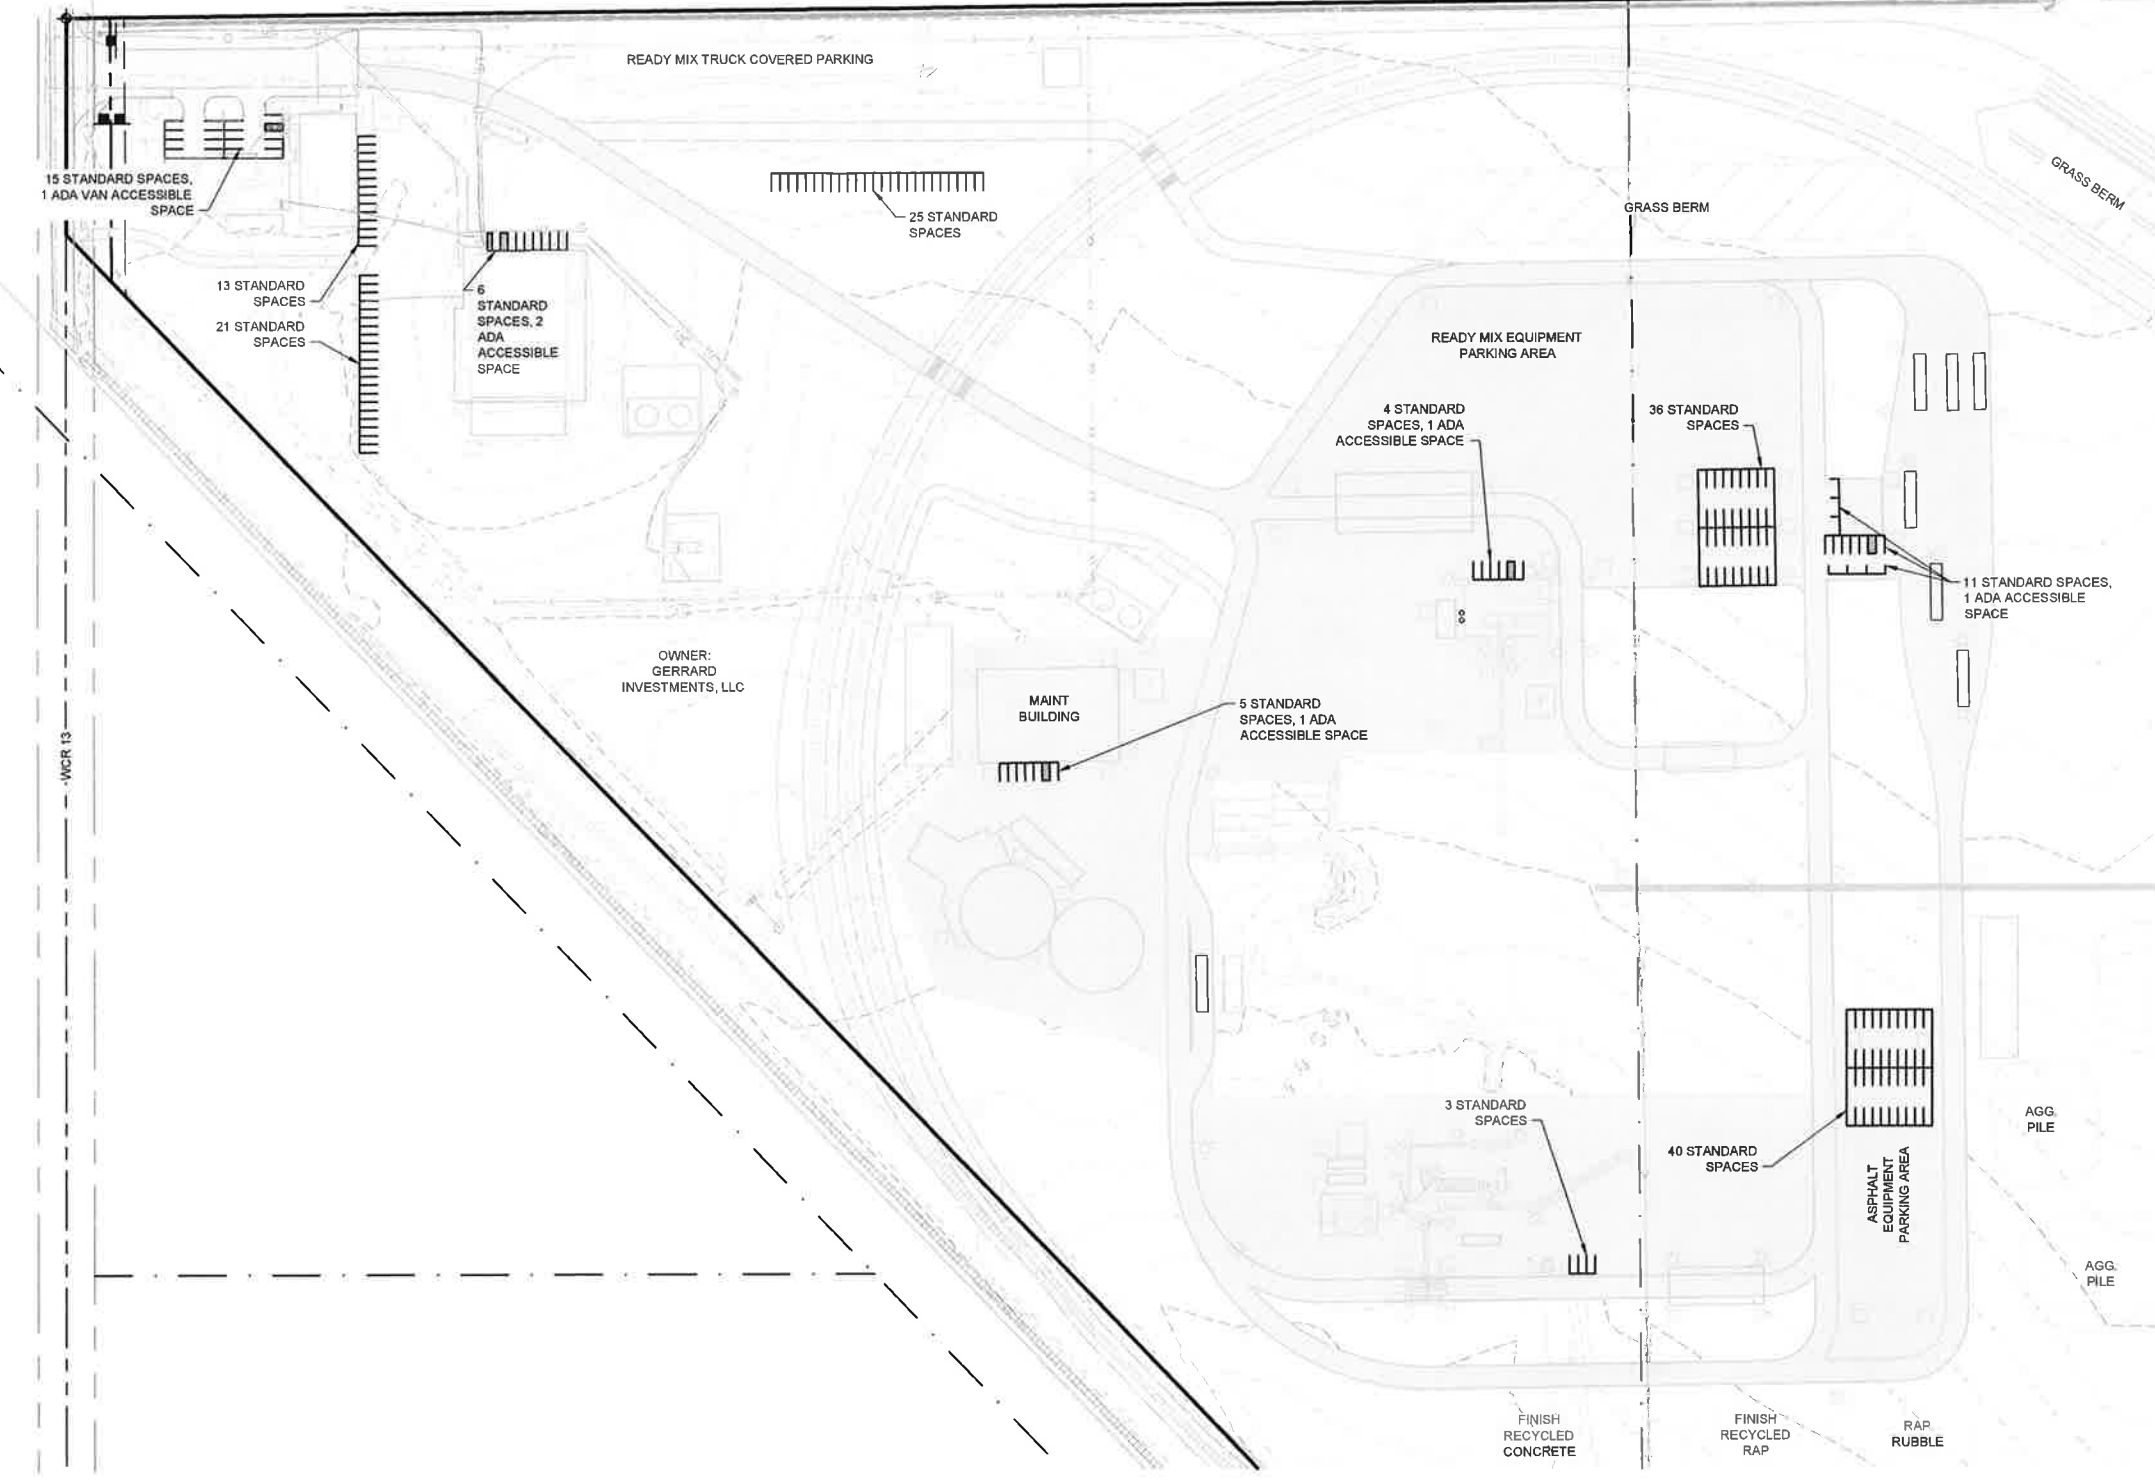 READY MIX TRUCK COVERED PARKING
15 STANDARD SPACES,
1 ADA VAN ACCESSIBLE
SPACE
25 STANDARD
SPACES
GRASS BERM
GRASS BERM
13 STANDARD
SPACES
21 STANDARD
SPACES
6
STANDARD
SPACES, 2
ADA
ACCESSIBLE
SPACE
READY MIX EQUIPMENT
PARKING AREA
4 STANDARD
SPACES, 1 ADA
ACCESSIBLE SPACE
36 STANDARD
SPACES
11 STANDARD SPACES,
1 ADA ACCESSIBLE
SPACE
OWNER:
GERRARD
INVESTMENTS, LLC
MAINT
BUILDING
5 STANDARD
SPACES, 1 ADA
ACCESSIBLE SPACE
WCR 13
3 STANDARD
SPACES
40 STANDARD
SPACES
ASPHALT
EQUIPMENT
PARKING AREA
AGG.
PILE
AGG.
PILE
FINISH
RECYCLED
CONCRETE
FINISH
RECYCLED
RAP
RAP
RUBBLE